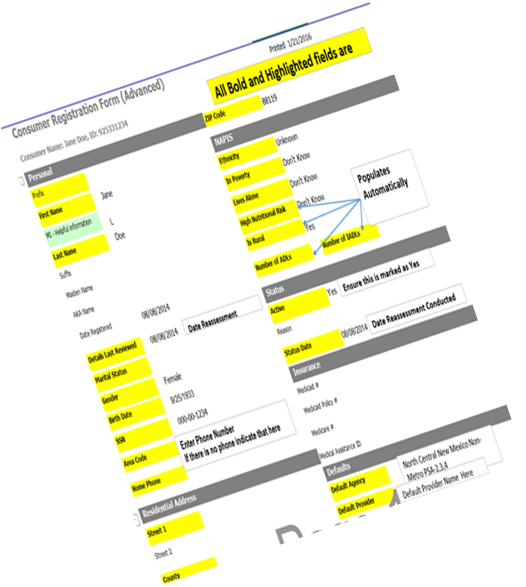 Printed 1/21/2016
All Bold and Highlighted fields are
Consumer Registration Form (Advanced)
Consumer Name: Jane Doe, ID: 925331234
Personal
Prefix
First Name Jane
MI - Helpful information L
Last Name Doe
Suffix
Maiden Name
AKA Name
Date Registered 08/08/2014
Details Last Reviewed 08/08/2014 Date Reassessment
Marital Status
Gender Female
Birth Date 9/25/1933
SSN 000-00-1234
Area Code
Enter Phone Number
If there is no phone indicate that here
Home Phone
Residential Address
Street 1
Street 2
County
ZIP Code 88119
NAPIS
Ethnicity Unknown
In Poverty Don't Know
Lives Alone Don't Know
High Nutritional Risk Don't Know
Is Rural Yes
Number of ADLs Number of IADLs
Populates
Automatically
Status
Active Yes Ensure this is marked as Yes
Reason
Status Date 08/08/2014 Date Reassessment Conducted
Insurance
Medicaid #
Medicaid Policy #
Medicare #
Medical Assistance ID
Defaults
Default Agency North Central New Mexico Non-
Metro PSA-2,3,4
Default Provider Default Provider Name Here